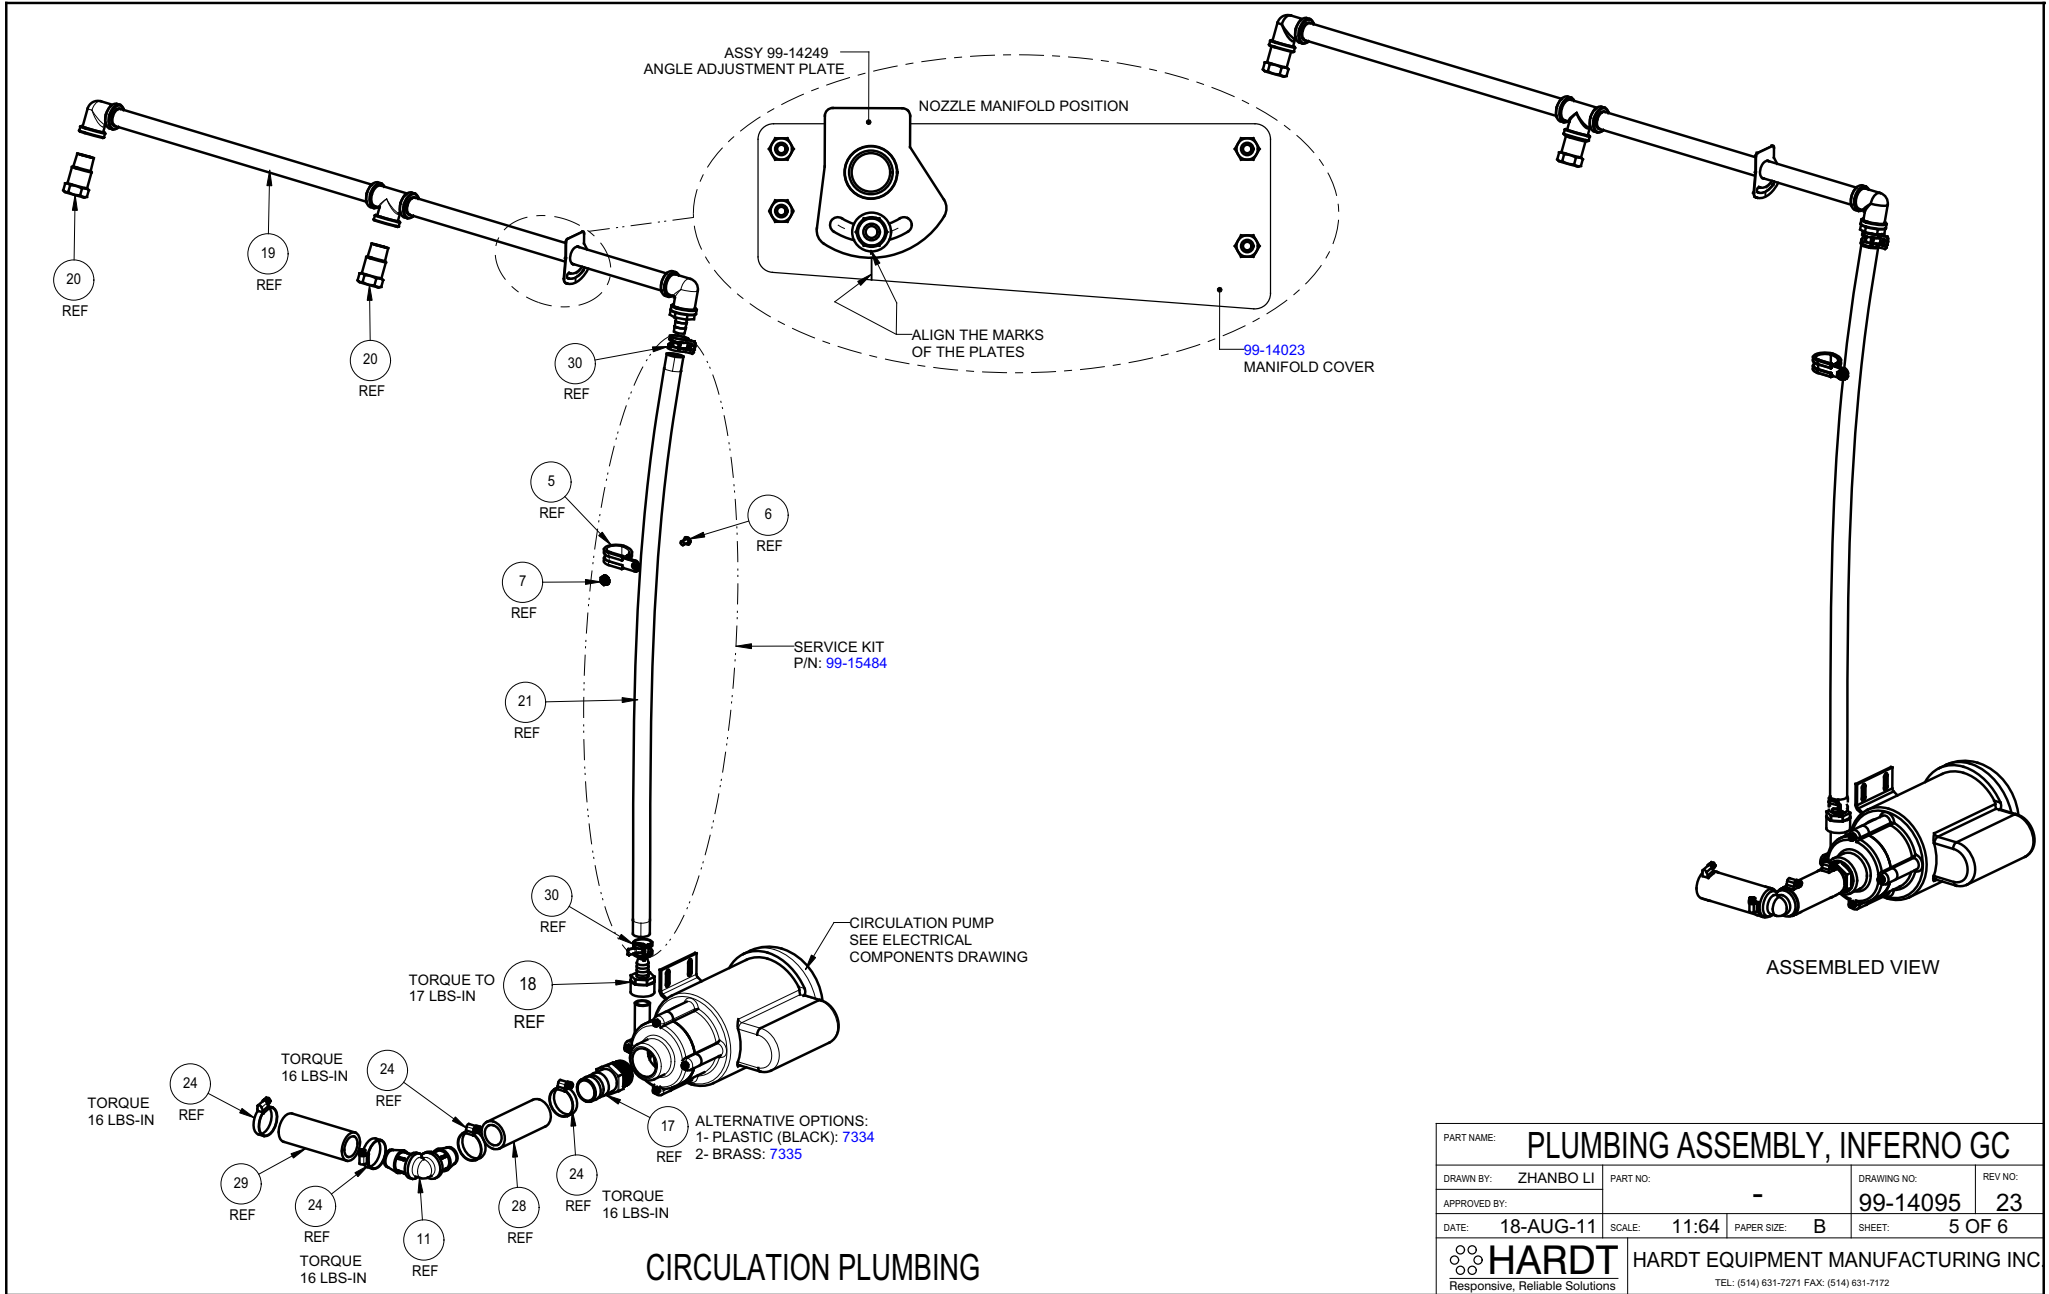 ASSY 99-14249
ANGLE ADJUSTMENT PLATE
NOZZLE MANIFOLD POSITION
ALIGN THE MARKS
OF THE PLATES
99-14023
MANIFOLD COVER
20
REF
19
REF
20
REF
30
REF
5
REF
6
REF
7
REF
SERVICE KIT
P/N: 99-15484
21
REF
30
REF
TORQUE TO
17 LBS-IN
18
REF
CIRCULATION PUMP
SEE ELECTRICAL
COMPONENTS DRAWING
ASSEMBLED VIEW
TORQUE
16 LBS-IN
24
REF
TORQUE
16 LBS-IN
24
REF
17
REF
ALTERNATIVE OPTIONS:
1- PLASTIC (BLACK): 7334
2- BRASS: 7335
29
REF
24
REF
TORQUE
16 LBS-IN
11
REF
28
REF
24
REF
TORQUE
16 LBS-IN
CIRCULATION PLUMBING
PART NAME: PLUMBING ASSEMBLY, INFERNO GC
DRAWN BY: ZHANBO LI
PART NO: -
DRAWING NO: 99-14095
REV NO: 23
APPROVED BY:
DATE: 18-AUG-11
SCALE: 11:64
PAPER SIZE: B
SHEET: 5 OF 6
HARDT
Responsive, Reliable Solutions
HARDT EQUIPMENT MANUFACTURING INC.
TEL: (514) 631-7271 FAX: (514) 631-7172